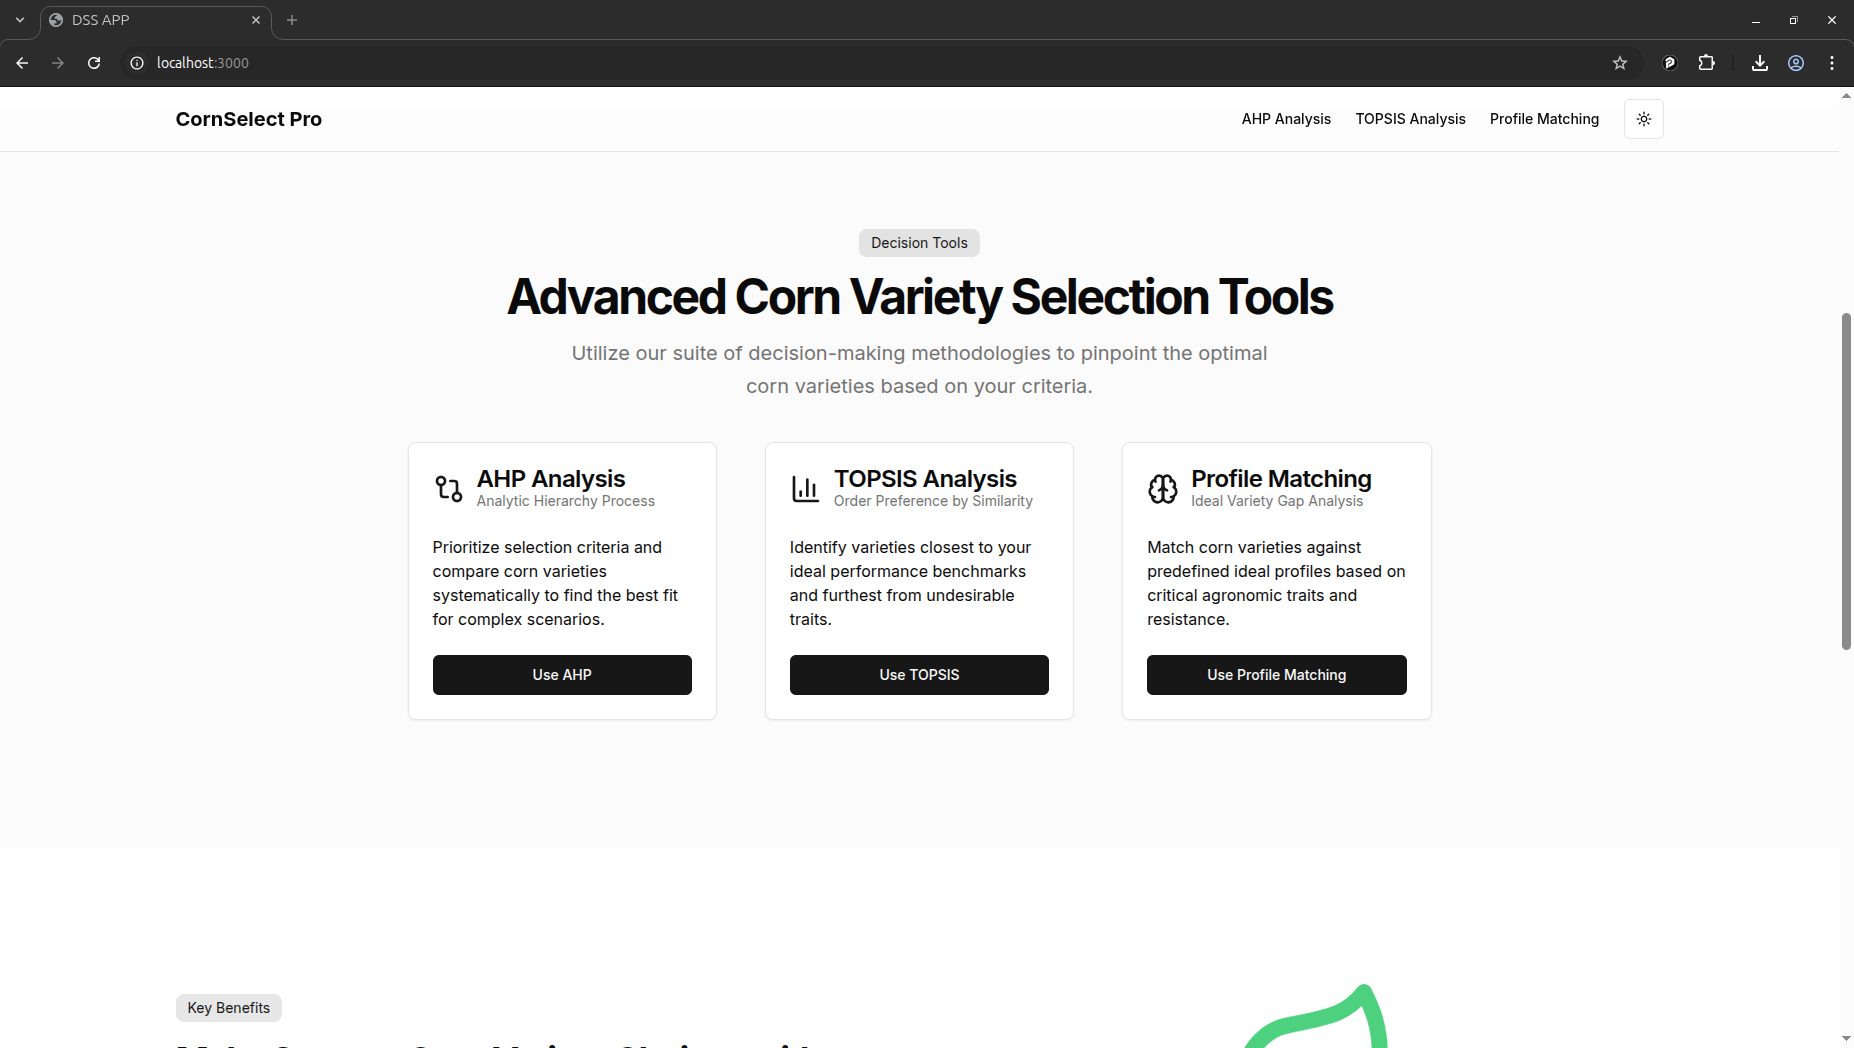 DSS APP
localhost:3000
CornSelect Pro
AHP Analysis
TOPSIS Analysis
Profile Matching
Decision Tools
Advanced Corn Variety Selection Tools
Utilize our suite of decision-making methodologies to pinpoint the optimal
corn varieties based on your criteria.
AHP Analysis
Analytic Hierarchy Process
Prioritize selection criteria and
compare corn varieties
systematically to find the best fit
for complex scenarios.
Use AHP
TOPSIS Analysis
Order Preference by Similarity
Identify varieties closest to your
ideal performance benchmarks
and furthest from undesirable
traits.
Use TOPSIS
Profile Matching
Ideal Variety Gap Analysis
Match corn varieties against
predefined ideal profiles based on
critical agronomic traits and
resistance.
Use Profile Matching
Key Benefits